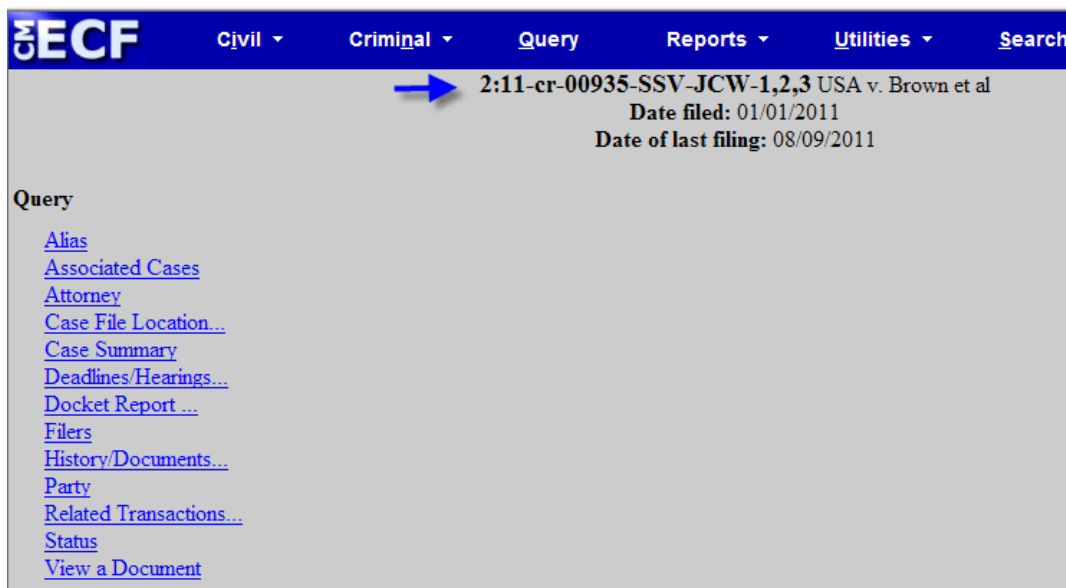 CM ECF Civil Criminal Query Reports Utilities Search
2:11-cr-00935-SSV-JCW-1,2,3 USA v. Brown et al
Date filed: 01/01/2011
Date of last filing: 08/09/2011
Query
Alias
Associated Cases
Attorney
Case File Location...
Case Summary
Deadlines/Hearings...
Docket Report ...
Filers
History/Documents...
Party
Related Transactions...
Status
View a Document